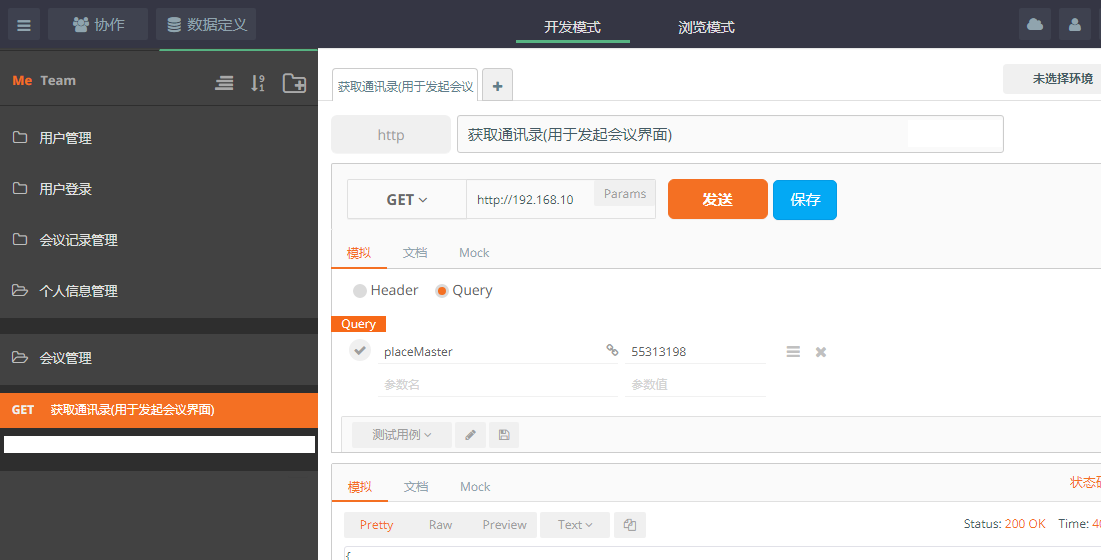 协作
数据定义
开发模式
浏览模式
Me Team
未选择环境
获取通讯录(用于发起会议
http
获取通讯录(用于发起会议界面)
用户管理
用户登录
会议记录管理
个人信息管理
会议管理
GET 获取通讯录(用于发起会议界面)
GET
http://192.168.10
Params
发送
保存
模拟
文档
Mock
Header
Query
Query
placeMaster
55313198
参数名
参数值
测试用例
模拟
文档
Mock
状态码
Pretty
Raw
Preview
Text
Status: 200 OK
Time: 40
{